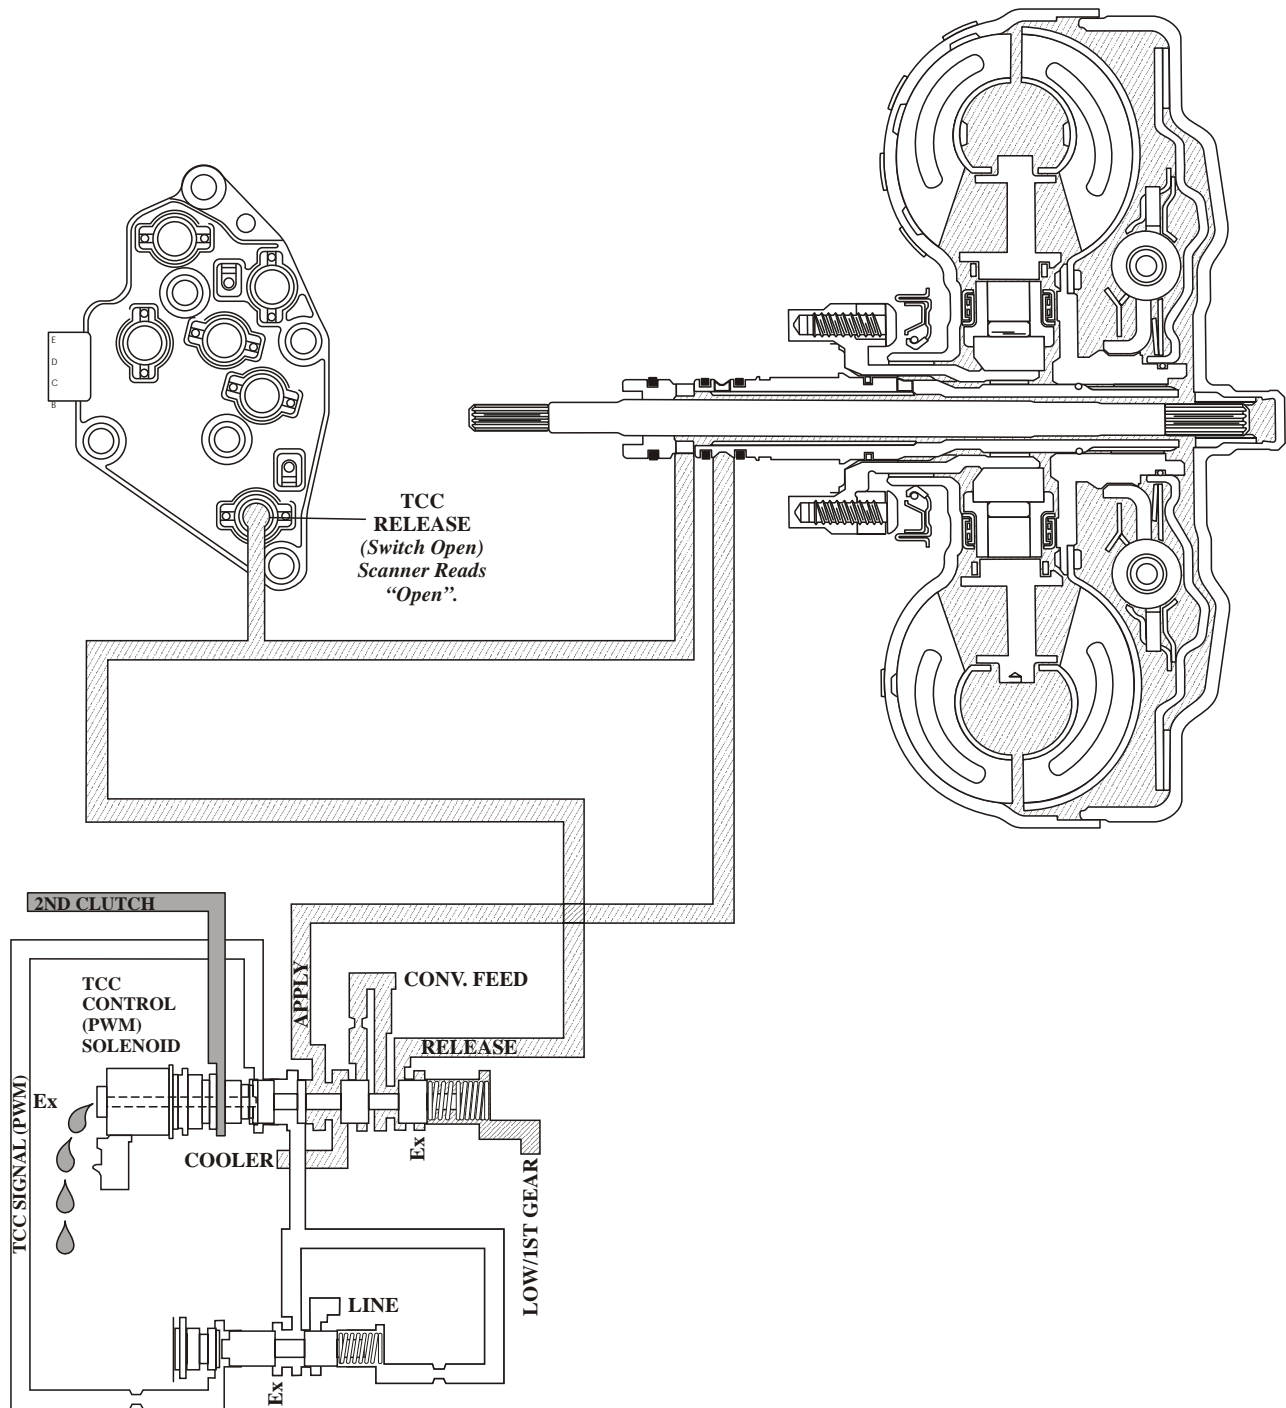 E
D
C
B
TCC
RELEASE
(Switch Open)
Scanner Reads
“Open”.
2ND CLUTCH
TCC
CONTROL
(PWM)
SOLENOID
APPLY
CONV. FEED
RELEASE
Ex
TCC SIGNAL (PWM)
COOLER
Ex
LOW/1ST GEAR
LINE
Ex